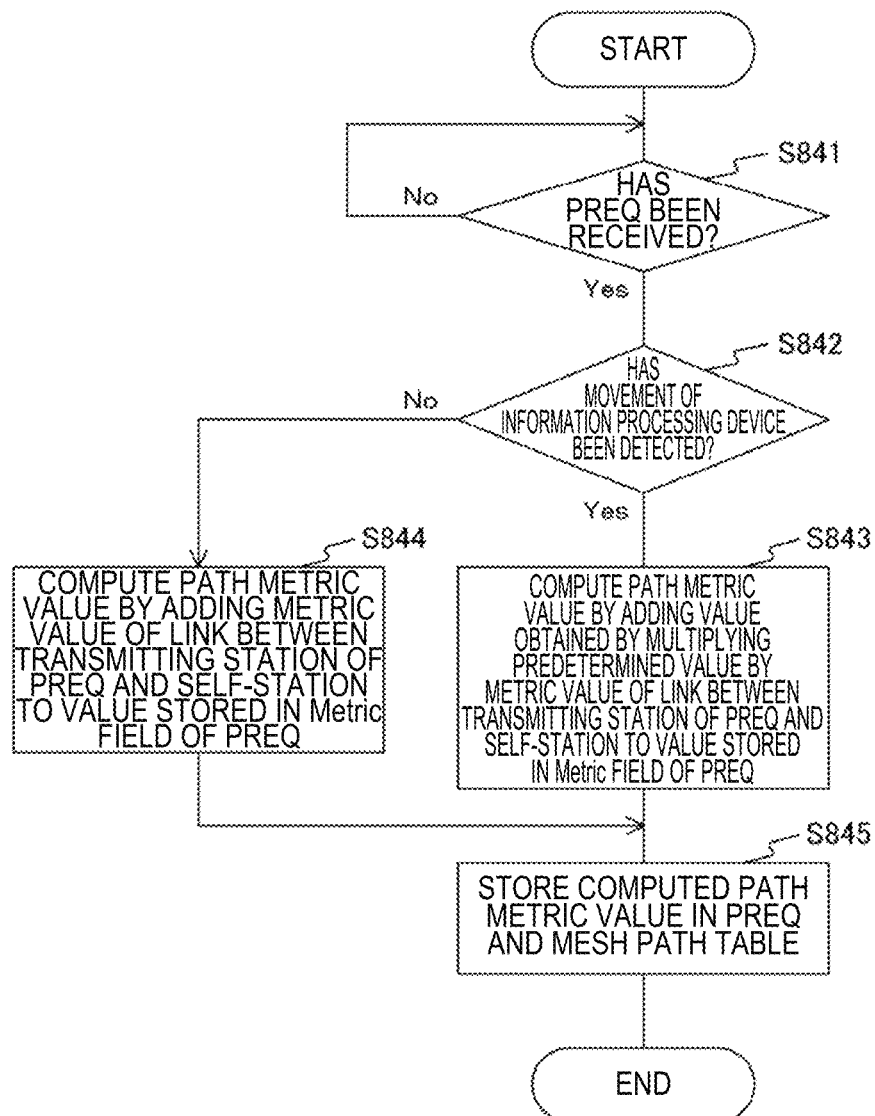 START
S841
HAS
PREQ BEEN
RECEIVED?
No
Yes
S842
HAS
MOVEMENT OF
INFORMATION PROCESSING DEVICE
BEEN DETECTED?
No
Yes
S844
COMPUTE PATH METRIC
VALUE BY ADDING METRIC
VALUE OF LINK BETWEEN
TRANSMITTING STATION OF
PREQ AND SELF-STATION
TO VALUE STORED IN Metric
FIELD OF PREQ
S843
COMPUTE PATH METRIC
VALUE BY ADDING VALUE
OBTAINED BY MULTIPLYING
PREDETERMINED VALUE BY
METRIC VALUE OF LINK BETWEEN
TRANSMITTING STATION OF PREQ AND
SELF-STATION TO VALUE STORED
IN Metric FIELD OF PREQ
S845
STORE COMPUTED PATH
METRIC VALUE IN PREQ
AND MESH PATH TABLE
END